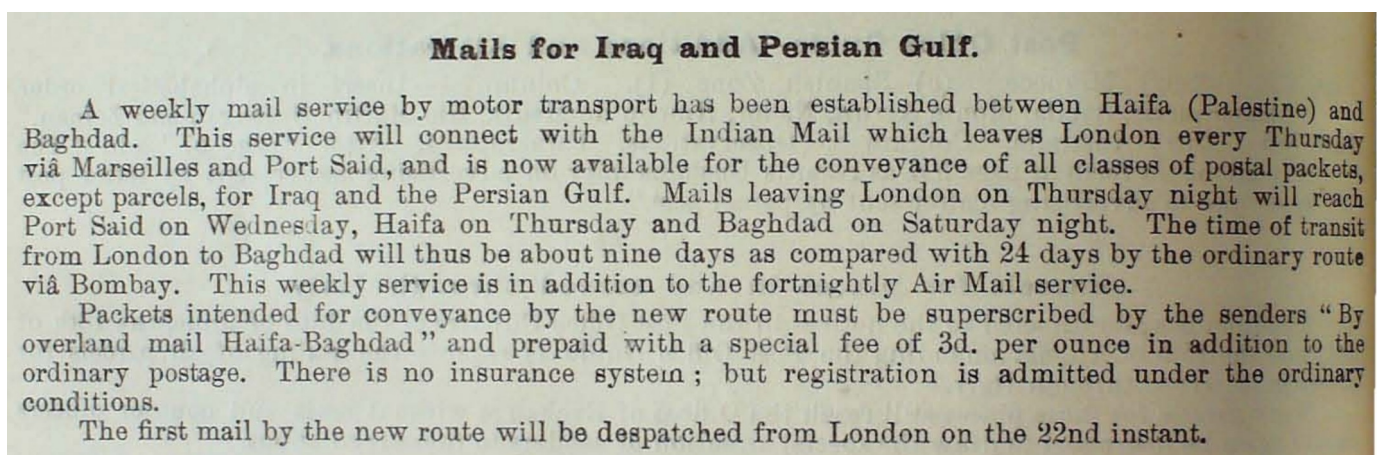 Mails for Iraq and Persian Gulf.
A weekly mail service by motor transport has been established between Haifa (Palestine) and
Baghdad. This service will connect with the Indian Mail which leaves London every Thursday
viâ Marseilles and Port Said, and is now available for the conveyance of all classes of postal packets,
except parcels, for Iraq and the Persian Gulf. Mails leaving London on Thursday night will reach
Port Said on Wednesday, Haifa on Thursday and Baghdad on Saturday night. The time of transit
from London to Baghdad will thus be about nine days as compared with 24 days by the ordinary route
viâ Bombay. This weekly service is in addition to the fortnightly Air Mail service.
Packets intended for conveyance by the new route must be superscribed by the senders “By
overland mail Haifa-Baghdad” and prepaid with a special fee of 3d. per ounce in addition to the
ordinary postage. There is no insurance system; but registration is admitted under the ordinary
conditions.
The first mail by the new route will be despatched from London on the 22nd instant.